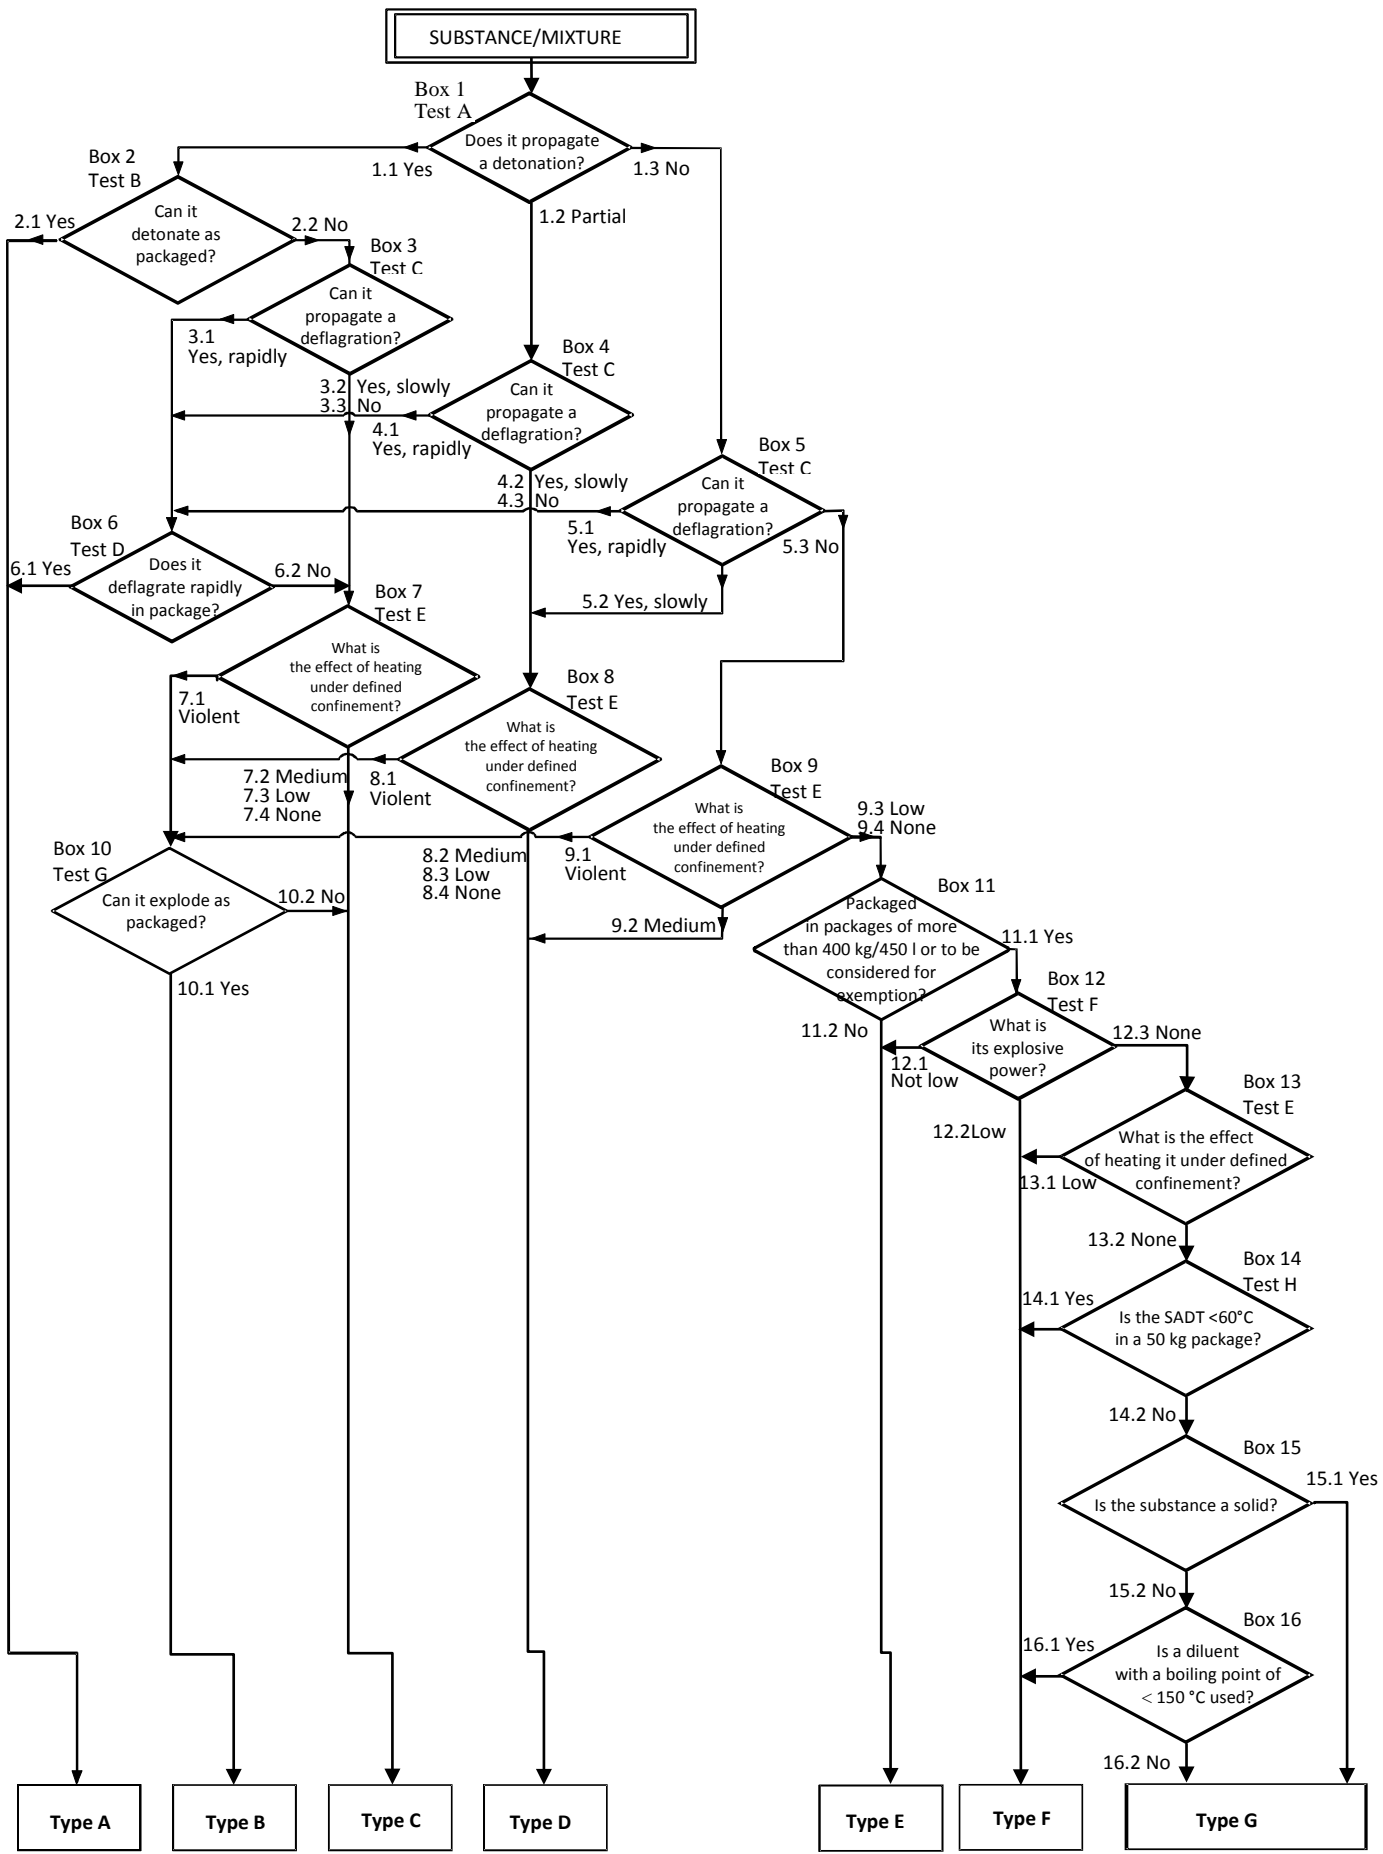 SUBSTANCE/MIXTURE
Box 1
Test A
Does it propagate
a detonation?
1.1 Yes
1.3 No
1.2 Partial
Box 2
Test B
Can it
detonate as
packaged?
2.1 Yes
2.2 No
Box 3
Test C
Can it
propagate a
deflagration?
3.1
Yes, rapidly
3.2 Yes, slowly
3.3 No
Box 4
Test C
Can it
propagate a
deflagration?
4.1
Yes, rapidly
4.2 Yes, slowly
4.3 No
Box 5
Test C
Can it
propagate a
deflagration?
5.1
Yes, rapidly
5.3 No
5.2 Yes, slowly
Box 6
Test D
Does it
deflagrate rapidly
in package?
6.1 Yes
6.2 No
Box 7
Test E
What is
the effect of heating
under defined
confinement?
7.1
Violent
7.2 Medium
7.3 Low
7.4 None
Box 8
Test E
What is
the effect of heating
under defined
confinement?
8.1
Violent
8.2 Medium
8.3 Low
8.4 None
Box 9
Test E
What is
the effect of heating
under defined
confinement?
9.1
Violent
9.3 Low
9.4 None
9.2 Medium
Box 10
Test G
Can it explode as
packaged?
10.2 No
10.1 Yes
Box 11
Packaged
in packages of more
than 400 kg/450 l or to be
considered for
exemption?
11.1 Yes
11.2 No
Box 12
Test F
What is
its explosive
power?
12.3 None
12.1
Not low
12.2Low
Box 13
Test E
What is the effect
of heating it under defined
confinement?
13.1 Low
13.2 None
Box 14
Test H
Is the SADT <60°C
in a 50 kg package?
14.1 Yes
14.2 No
Box 15
Is the substance a solid?
15.1 Yes
15.2 No
Box 16
Is a diluent
with a boiling point of
< 150 °C used?
16.1 Yes
16.2 No
Type A
Type B
Type C
Type D
Type E
Type F
Type G